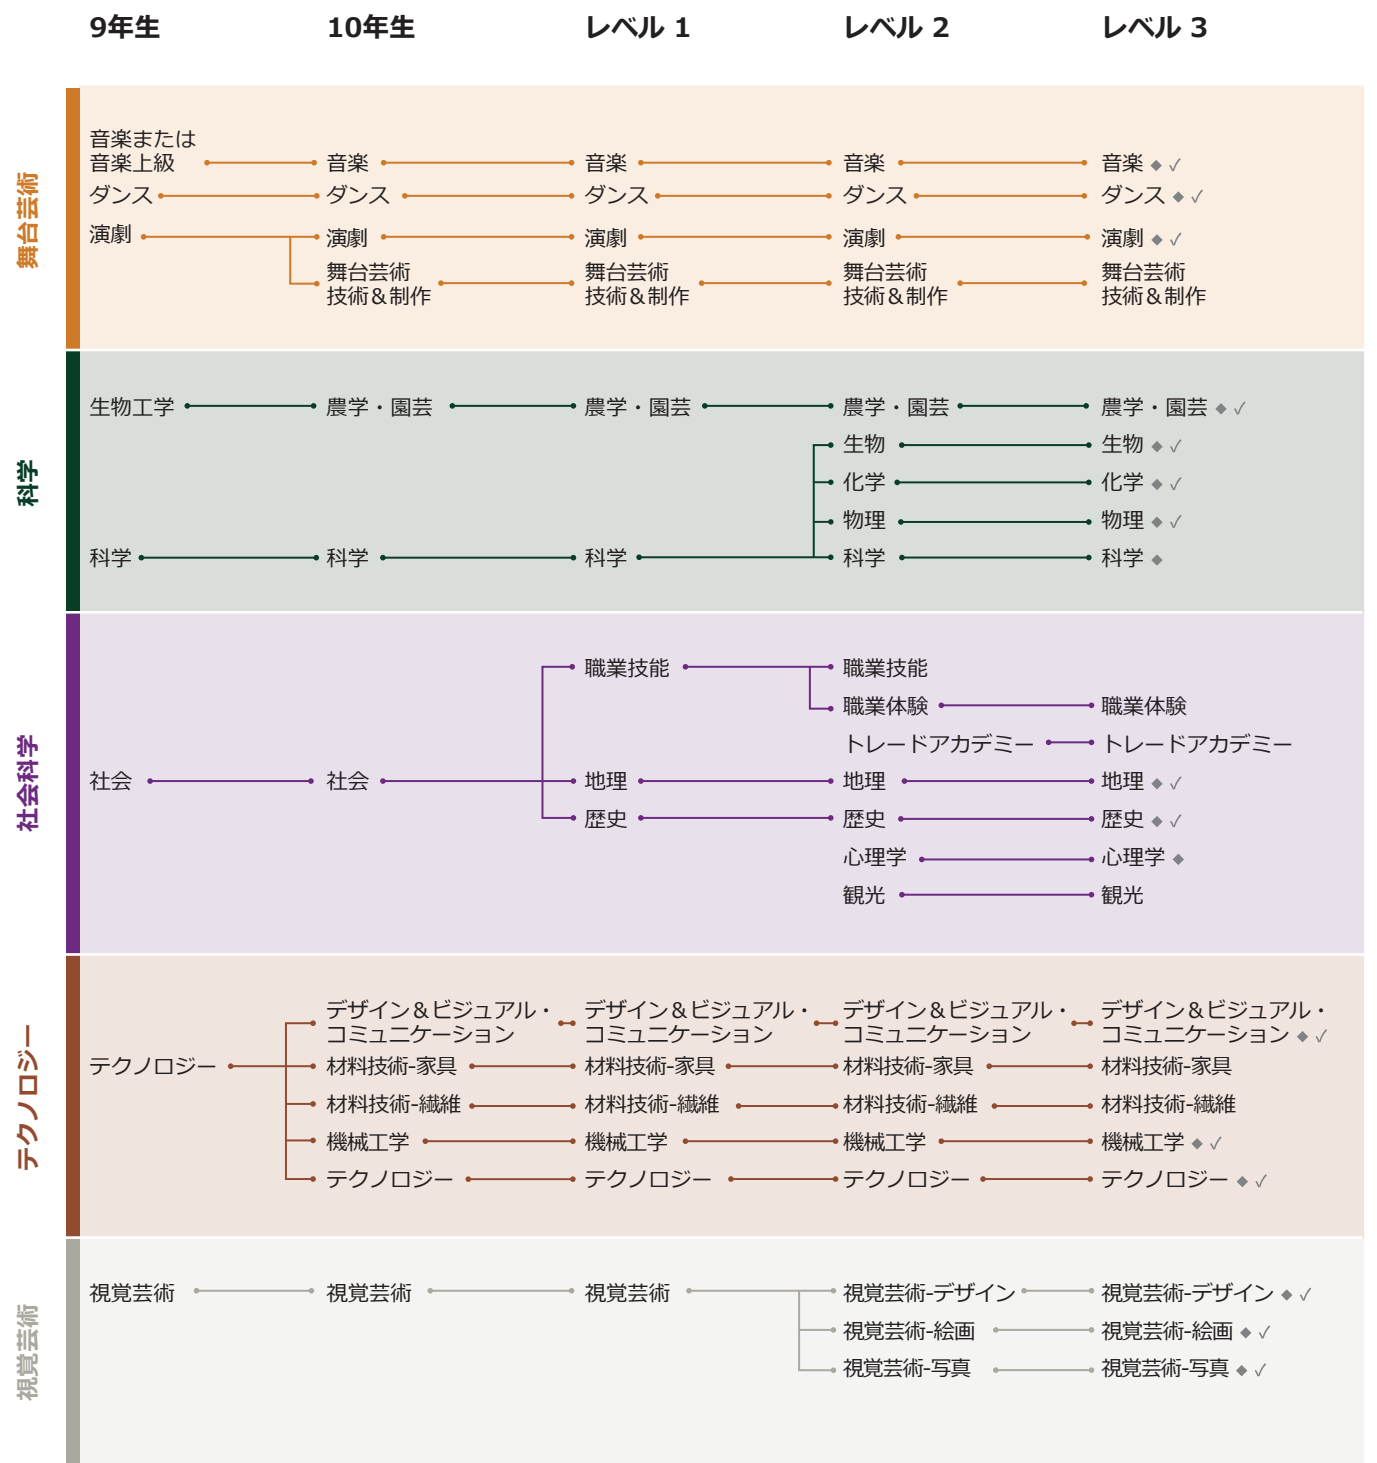 9年生 10年生 レベル 1 レベル 2 レベル 3
舞台芸術
音楽または
音楽上級 音楽 音楽 音楽 音楽 ◆ ✓
ダンス ダンス ダンス ダンス ダンス ◆ ✓
演劇 演劇 演劇 演劇 演劇 ◆ ✓
舞台芸術 舞台芸術 舞台芸術 舞台芸術
技術＆制作 技術＆制作 技術＆制作 技術＆制作
科学
生物工学 農学・園芸 農学・園芸 農学・園芸 農学・園芸 ◆ ✓
生物 生物 ◆ ✓
化学 化学 ◆ ✓
物理 物理 ◆ ✓
科学 科学 科学 科学 科学 ◆
社会科学
職業技能 職業技能
職業体験 職業体験
トレードアカデミー トレードアカデミー
社会 社会 地理 地理 地理 ◆ ✓
歴史 歴史 歴史 ◆ ✓
心理学 心理学 ◆
観光 観光
テクノロジー
デザイン＆ビジュアル・ デザイン＆ビジュアル・ デザイン＆ビジュアル・ デザイン＆ビジュアル・
コミュニケーション コミュニケーション コミュニケーション コミュニケーション ◆ ✓
テクノロジー 材料技術-家具 材料技術-家具 材料技術-家具 材料技術-家具
材料技術-繊維 材料技術-繊維 材料技術-繊維 材料技術-繊維
機械工学 機械工学 機械工学 機械工学 ◆ ✓
テクノロジー テクノロジー テクノロジー テクノロジー ◆ ✓
視覚芸術
視覚芸術 視覚芸術 視覚芸術 視覚芸術-デザイン 視覚芸術-デザイン ◆ ✓
視覚芸術-絵画 視覚芸術-絵画 ◆ ✓
視覚芸術-写真 視覚芸術-写真 ◆ ✓